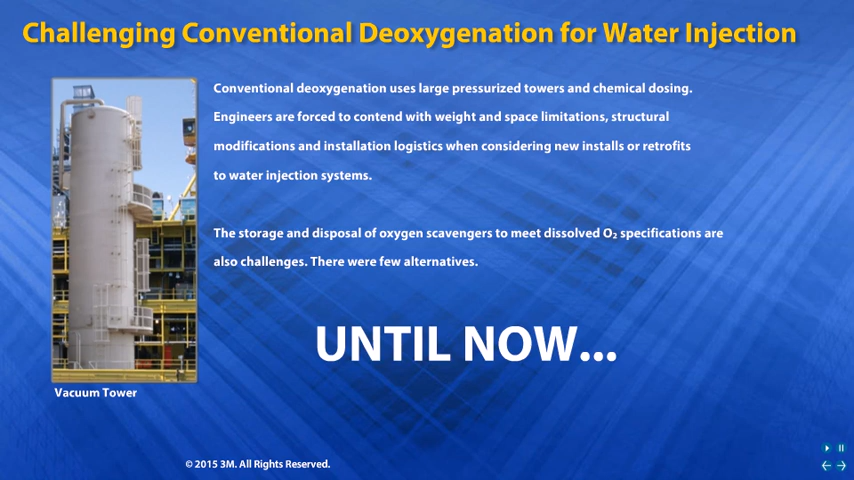 Challenging Conventional Deoxygenation for Water Injection
Conventional deoxygenation uses large pressurized towers and chemical dosing.
Engineers are forced to contend with weight and space limitations, structural
modifications and installation logistics when considering new installs or retrofits
to water injection systems.
The storage and disposal of oxygen scavengers to meet dissolved O₂ specifications are
also challenges. There were few alternatives.
UNTIL NOW...
Vacuum Tower
© 2015 3M. All Rights Reserved.